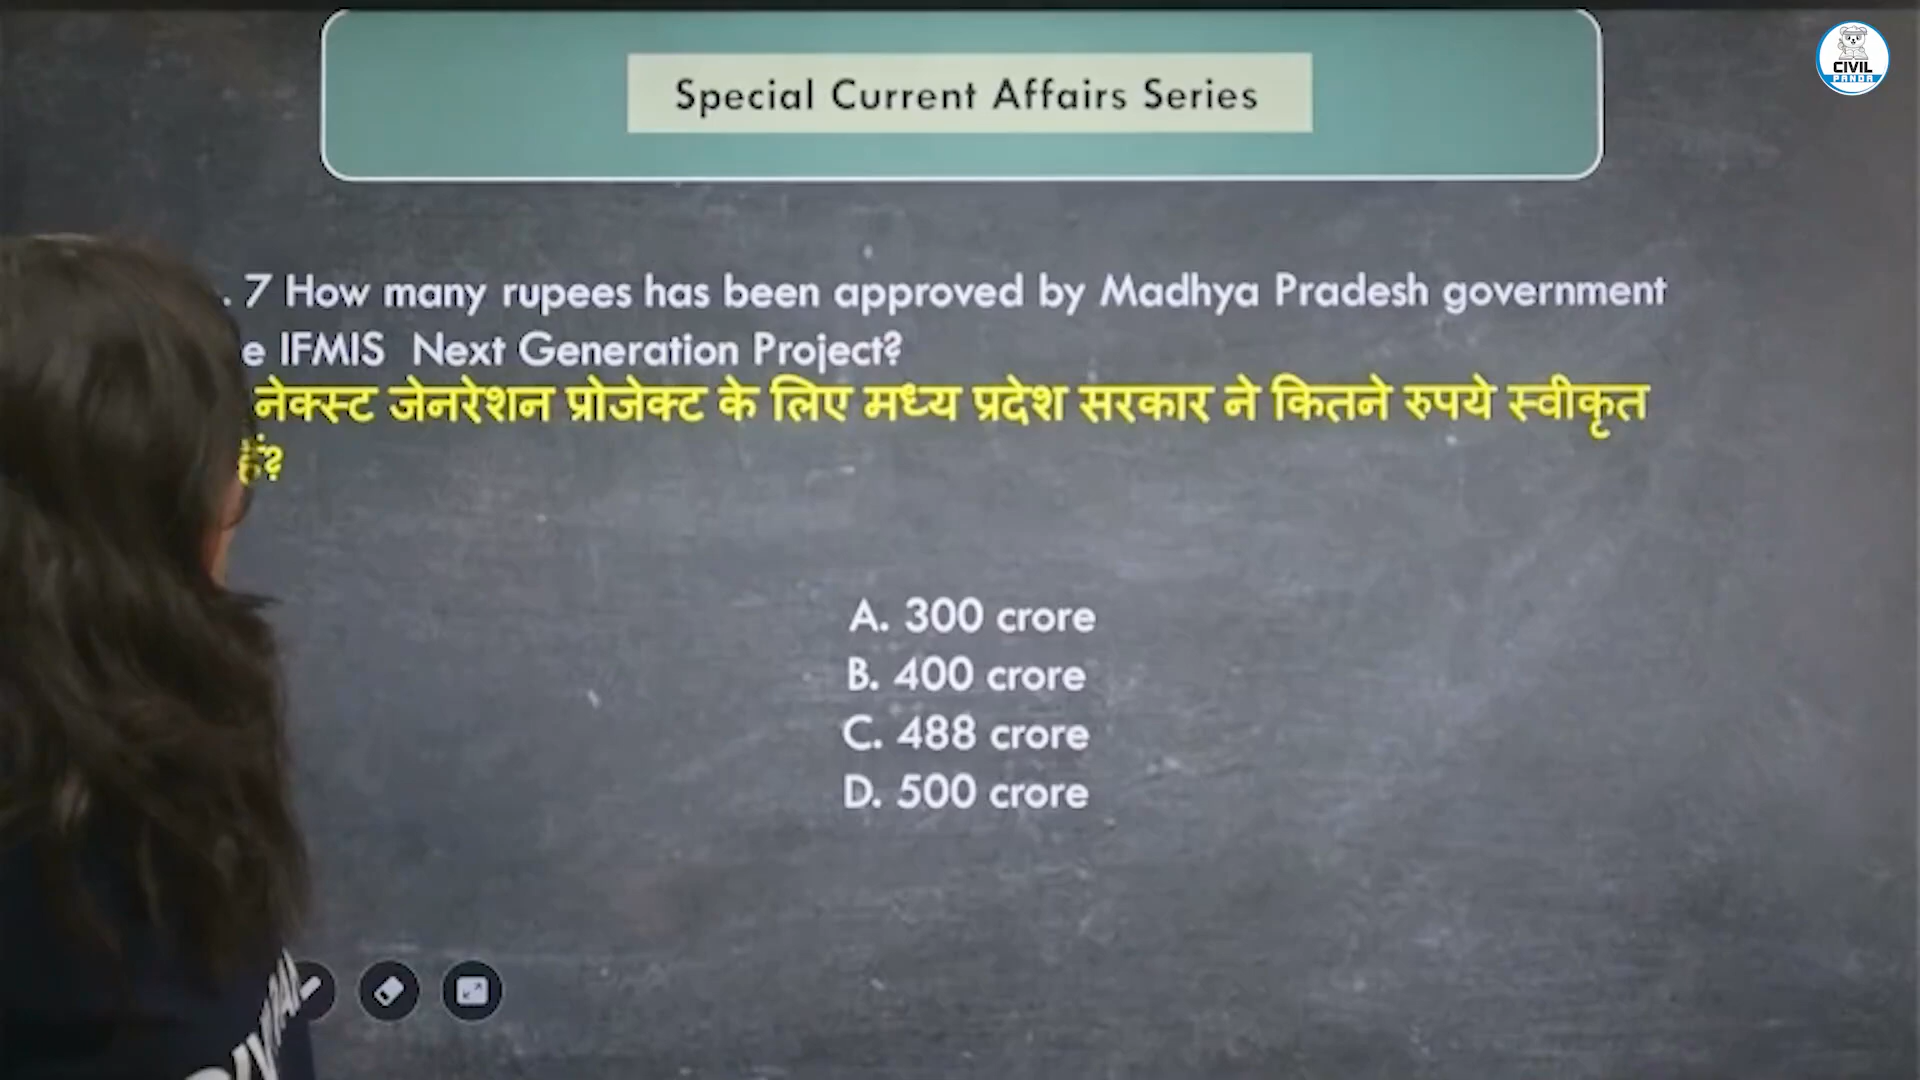 Special Current Affairs Series
CIVIL
PANDA
. 7 How many rupees has been approved by Madhya Pradesh government
e IFMIS Next Generation Project?
नेक्स्ट जेनरेशन प्रोजेक्ट के लिए मध्य प्रदेश सरकार ने कितने रुपये स्वीकृत
हैं?
A. 300 crore
B. 400 crore
C. 488 crore
D. 500 crore